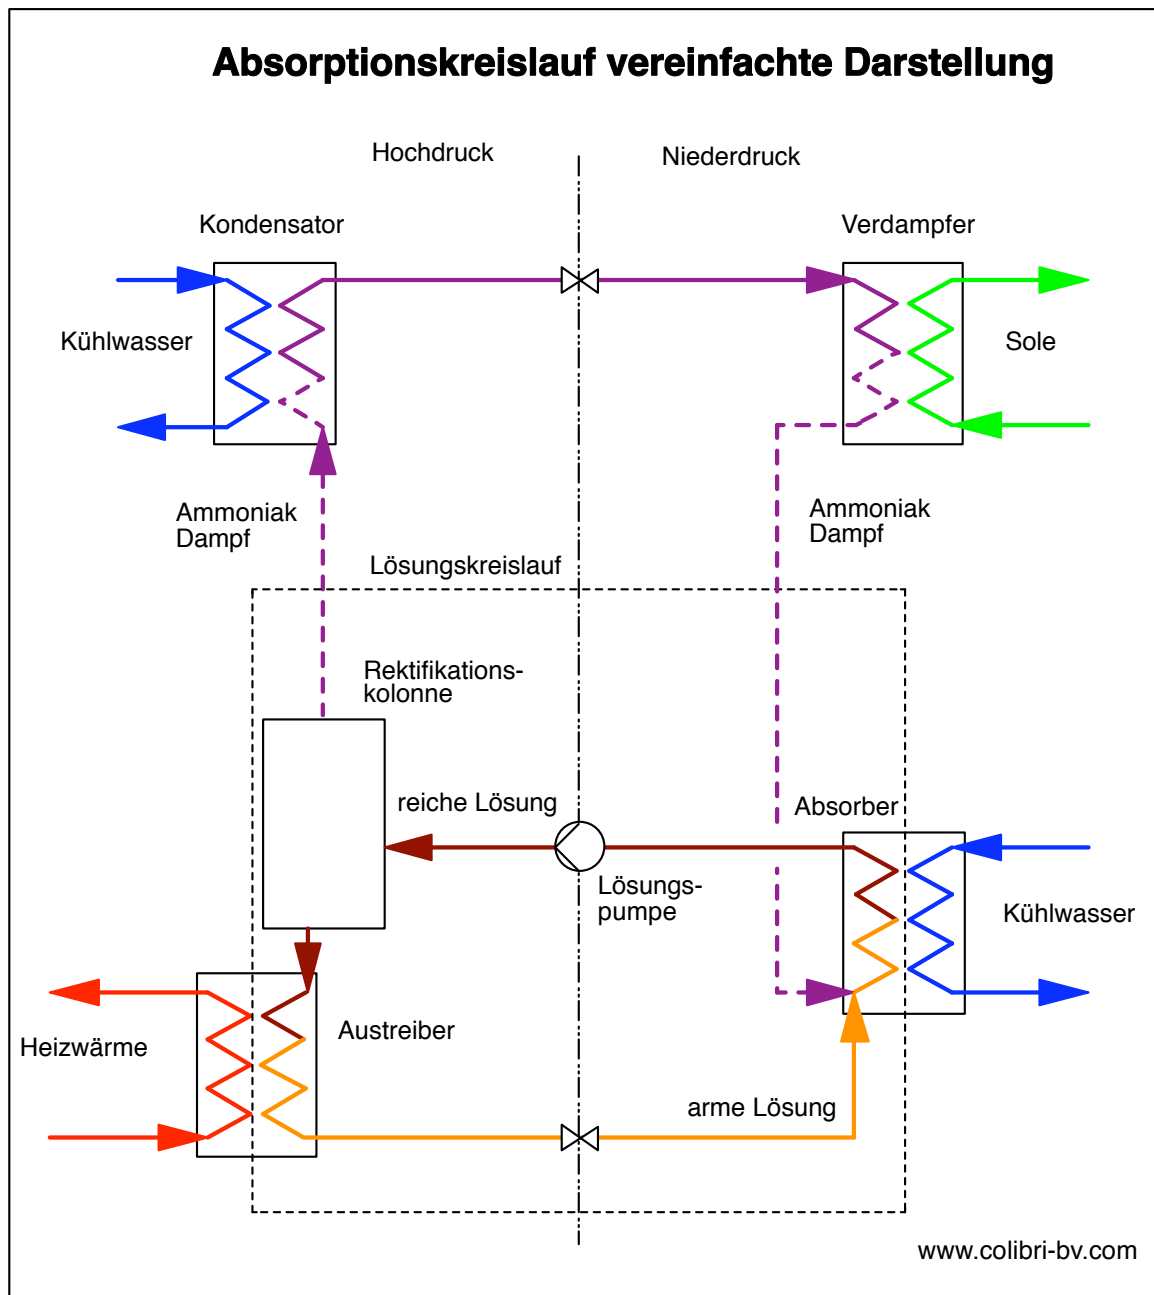 Absorptionskreislauf vereinfachte Darstellung
Hochdruck
Niederdruck
Kondensator
Verdampfer
Kühlwasser
Sole
Ammoniak
Dampf
Ammoniak
Dampf
Lösungskreislauf
Rektifikations-
kolonne
reiche Lösung
Absorber
Lösungs-
pumpe
Kühlwasser
Austreiber
Heizwärme
arme Lösung
www.colibri-bv.com